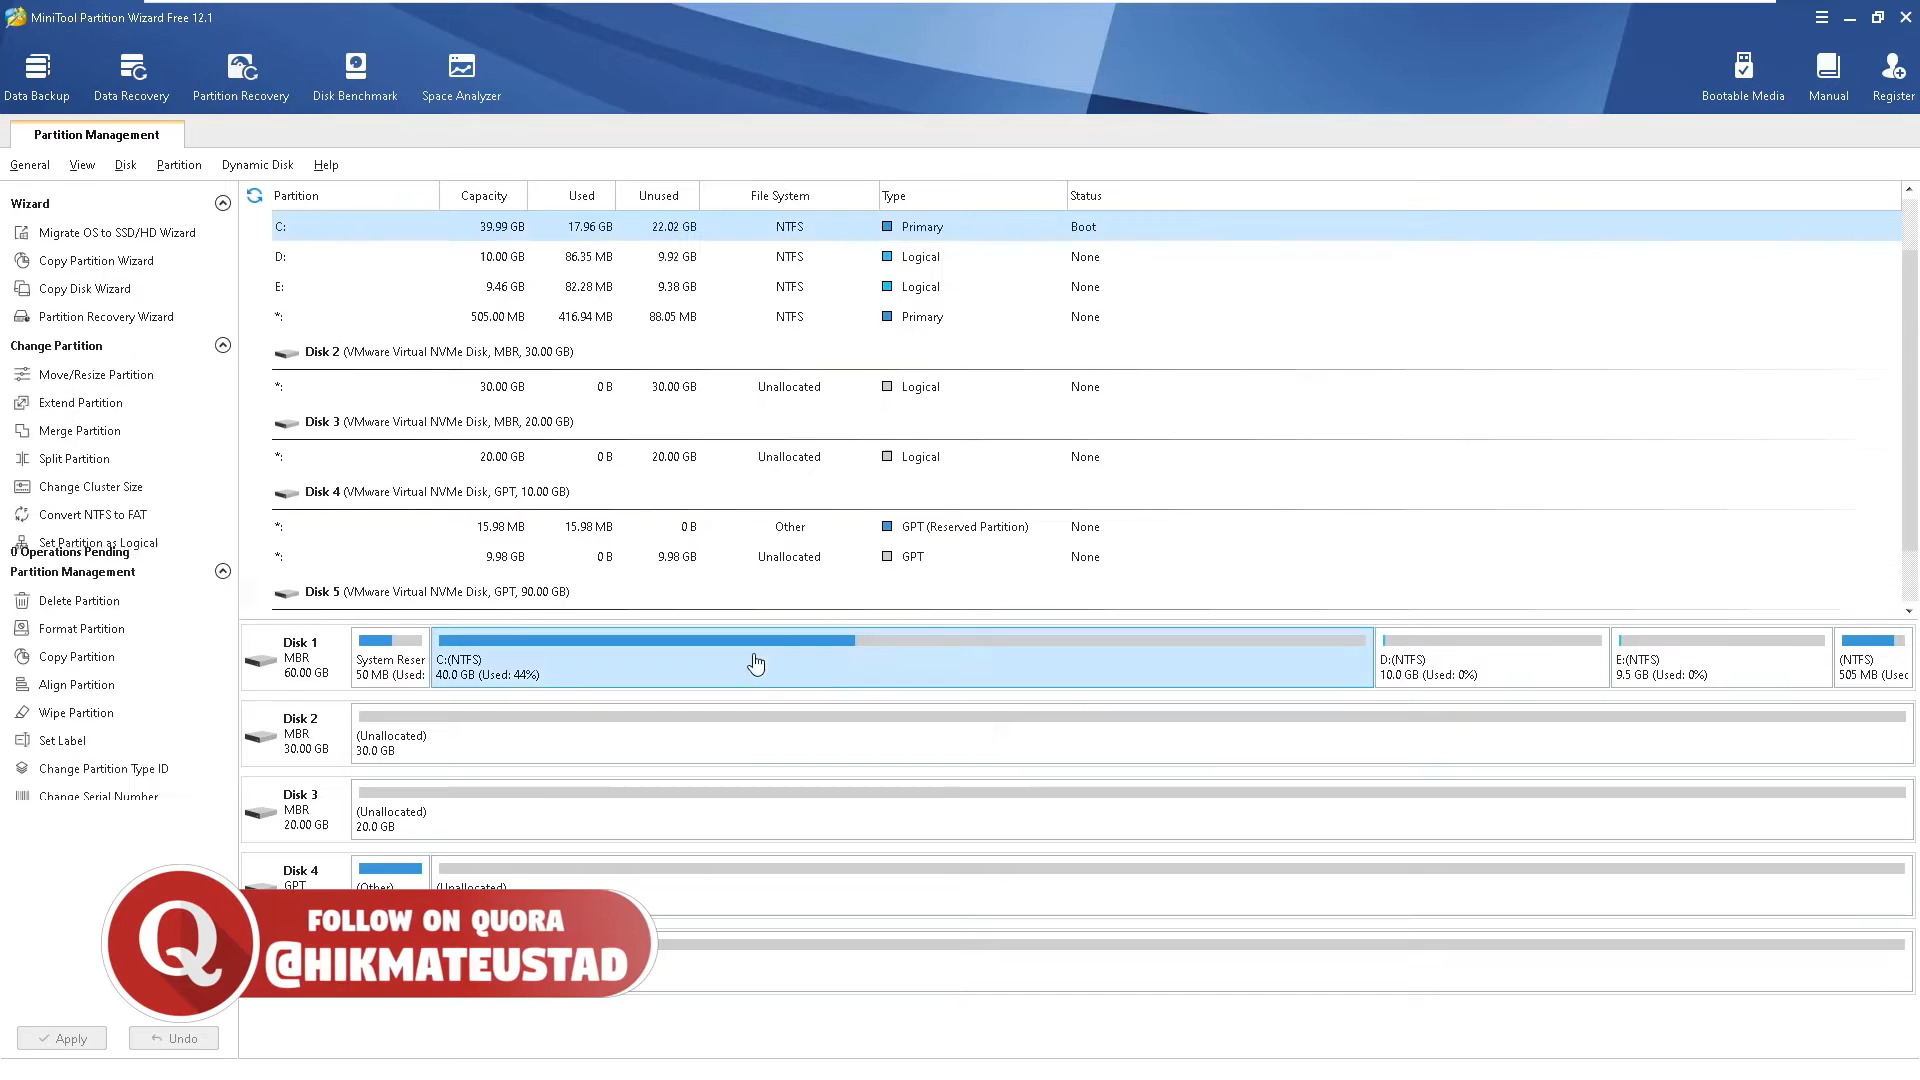 MiniTool Partition Wizard Free 12.1
Data Backup
Data Recovery
Partition Recovery
Disk Benchmark
Space Analyzer
Bootable Media
Manual
Register
Partition Management
General View Disk Partition Dynamic Disk Help
Wizard
Migrate OS to SSD/HD Wizard
Copy Partition Wizard
Copy Disk Wizard
Partition Recovery Wizard
Change Partition
Move/Resize Partition
Extend Partition
Merge Partition
Split Partition
Change Cluster Size
Convert NTFS to FAT
Set Partition as Logical
0 Operations Pending
Partition Management
Delete Partition
Format Partition
Copy Partition
Align Partition
Wipe Partition
Set Label
Change Partition Type ID
Change Serial Number
Apply
Undo
Partition Capacity Used Unused File System Type Status
C: 39.99 GB 17.96 GB 22.02 GB NTFS Primary Boot
D: 10.00 GB 86.35 MB 9.92 GB NTFS Logical None
E: 9.46 GB 82.28 MB 9.38 GB NTFS Logical None
*: 505.00 MB 416.94 MB 88.05 MB NTFS Primary None
Disk 2 (VMware Virtual NVMe Disk, MBR, 30.00 GB)
*: 30.00 GB 0 B 30.00 GB Unallocated Logical None
Disk 3 (VMware Virtual NVMe Disk, MBR, 20.00 GB)
*: 20.00 GB 0 B 20.00 GB Unallocated Logical None
Disk 4 (VMware Virtual NVMe Disk, GPT, 10.00 GB)
*: 15.98 MB 15.98 MB 0 B Other GPT (Reserved Partition) None
*: 9.98 GB 0 B 9.98 GB Unallocated GPT None
Disk 5 (VMware Virtual NVMe Disk, GPT, 90.00 GB)
Disk 1
MBR
60.00 GB
System Reser
50 MB (Used:
C:(NTFS)
40.0 GB (Used: 44%)
D:(NTFS)
10.0 GB (Used: 0%)
E:(NTFS)
9.5 GB (Used: 0%)
(NTFS)
505 MB (Usec
Disk 2
MBR
30.00 GB
(Unallocated)
30.0 GB
Disk 3
MBR
20.00 GB
(Unallocated)
20.0 GB
Disk 4
GPT
(Other)
(Unallocated)
Q
FOLLOW ON QUORA
@HIKMATEUSTAD